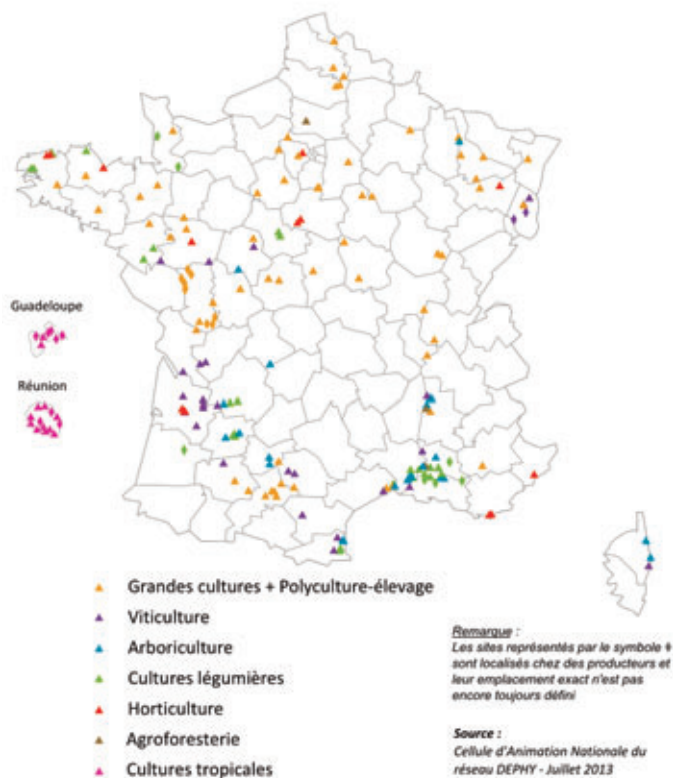 Guadeloupe
Réunion
Grandes cultures + Polyculture-élevage
Viticulture
Arboriculture
Cultures légumières
Horticulture
Agroforesterie
Cultures tropicales
Remarque :
Les sites représentés par le symbole ♦
sont localisés chez des producteurs et
leur emplacement exact n'est pas
encore toujours défini
Source :
Cellule d'Animation Nationale du
réseau DEPHY - Juillet 2013